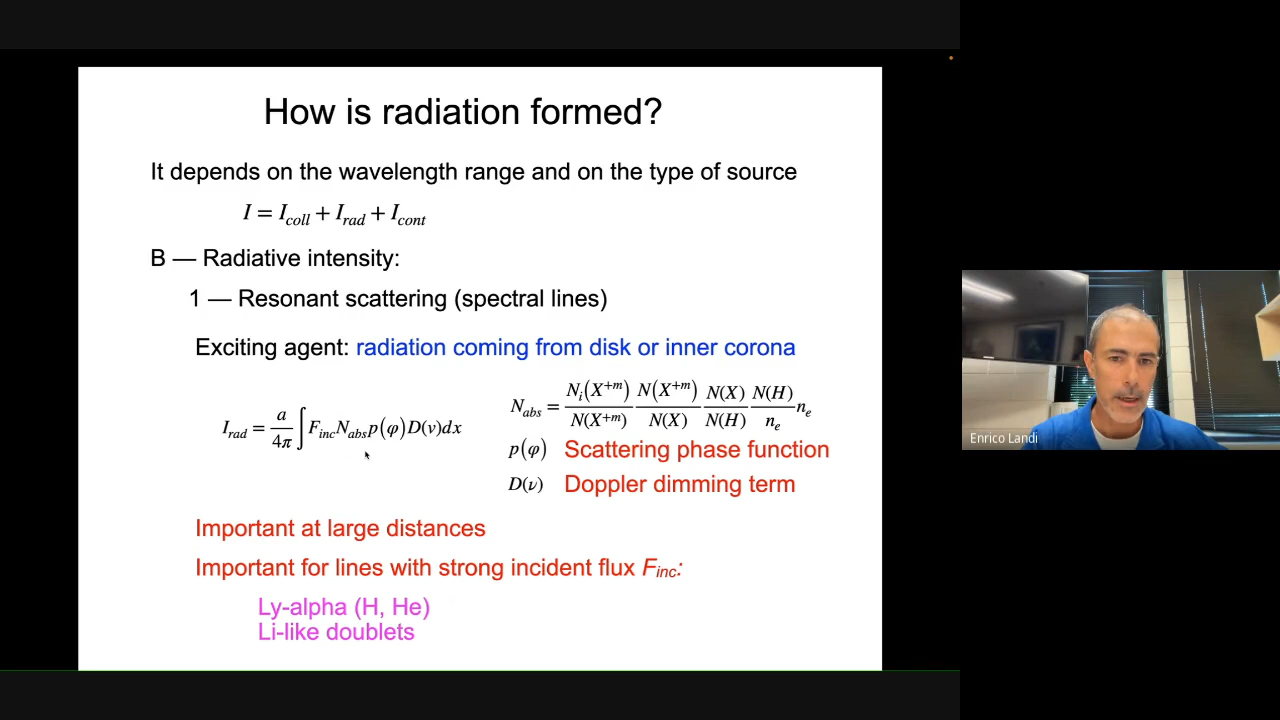 How is radiation formed?
It depends on the wavelength range and on the type of source
I = I_coll + I_rad + I_cont
B — Radiative intensity:
1 — Resonant scattering (spectral lines)
Exciting agent: radiation coming from disk or inner corona
I_rad = a/4π ∫ F_inc N_abs p(φ)D(ν)dx
N_abs = N_i(X^+m)/N(X^+m) N(X^+m)/N(X) N(X)/N(H) N(H)/n_e n_e
p(φ) Scattering phase function
D(ν) Doppler dimming term
Important at large distances
Important for lines with strong incident flux F_inc:
Ly-alpha (H, He)
Li-like doublets
Enrico Landi